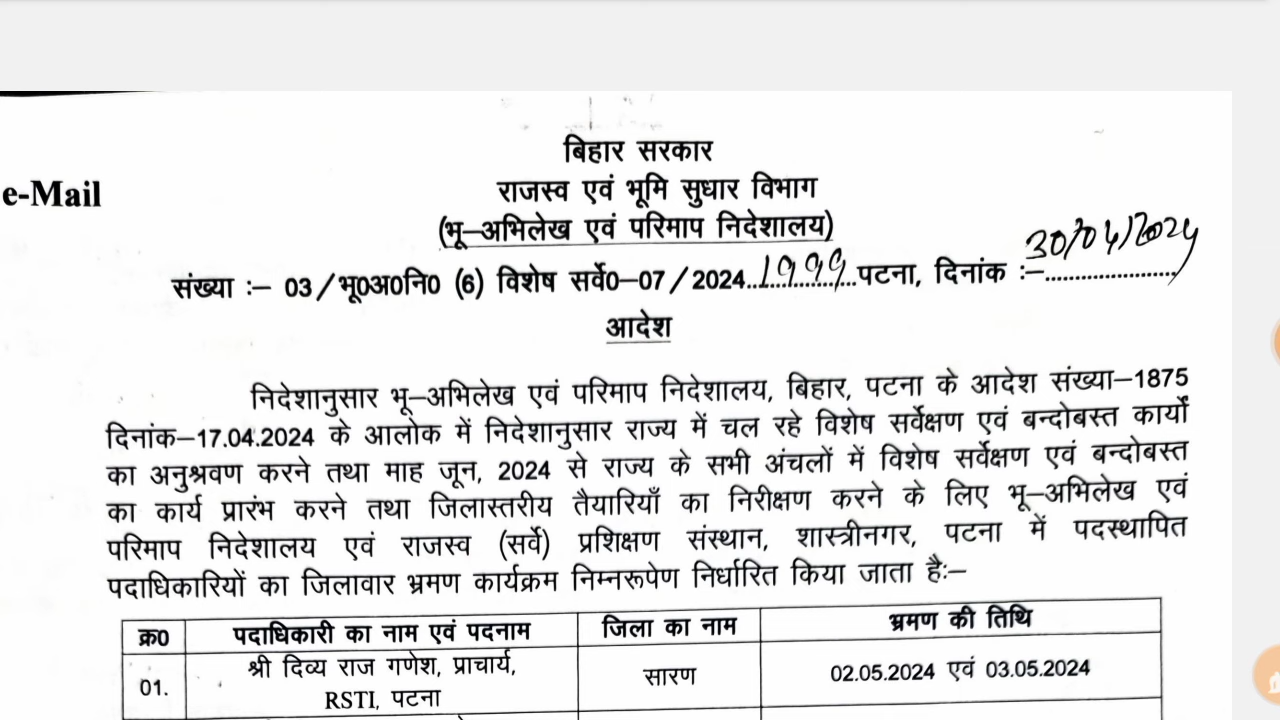 बिहार सरकार
e-Mail
राजस्व एवं भूमि सुधार विभाग
(भू–अभिलेख एवं परिमाप निदेशालय)
संख्या :– 03/भू0अ0नि0 (6) विशेष सर्वे0–07/2024...1999...पटना, दिनांक :–...30/04/2024
आदेश
निदेशानुसार भू–अभिलेख एवं परिमाप निदेशालय, बिहार, पटना के आदेश संख्या–1875
दिनांक–17.04.2024 के आलोक में निदेशानुसार राज्य में चल रहे विशेष सर्वेक्षण एवं बन्दोबस्त कार्यों
का अनुश्रवण करने तथा माह जून, 2024 से राज्य के सभी अंचलों में विशेष सर्वेक्षण एवं बन्दोबस्त
का कार्य प्रारंभ करने तथा जिलास्तरीय तैयारियाँ का निरीक्षण करने के लिए भू–अभिलेख एवं
परिमाप निदेशालय एवं राजस्व (सर्वे) प्रशिक्षण संस्थान, शास्त्रीनगर, पटना में पदस्थापित
पदाधिकारियों का जिलावार भ्रमण कार्यक्रम निम्नरूपेण निर्धारित किया जाता हैः–
क्र0 पदाधिकारी का नाम एवं पदनाम जिला का नाम भ्रमण की तिथि
01. श्री दिव्य राज गणेश, प्राचार्य, सारण 02.05.2024 एवं 03.05.2024
RSTI, पटना